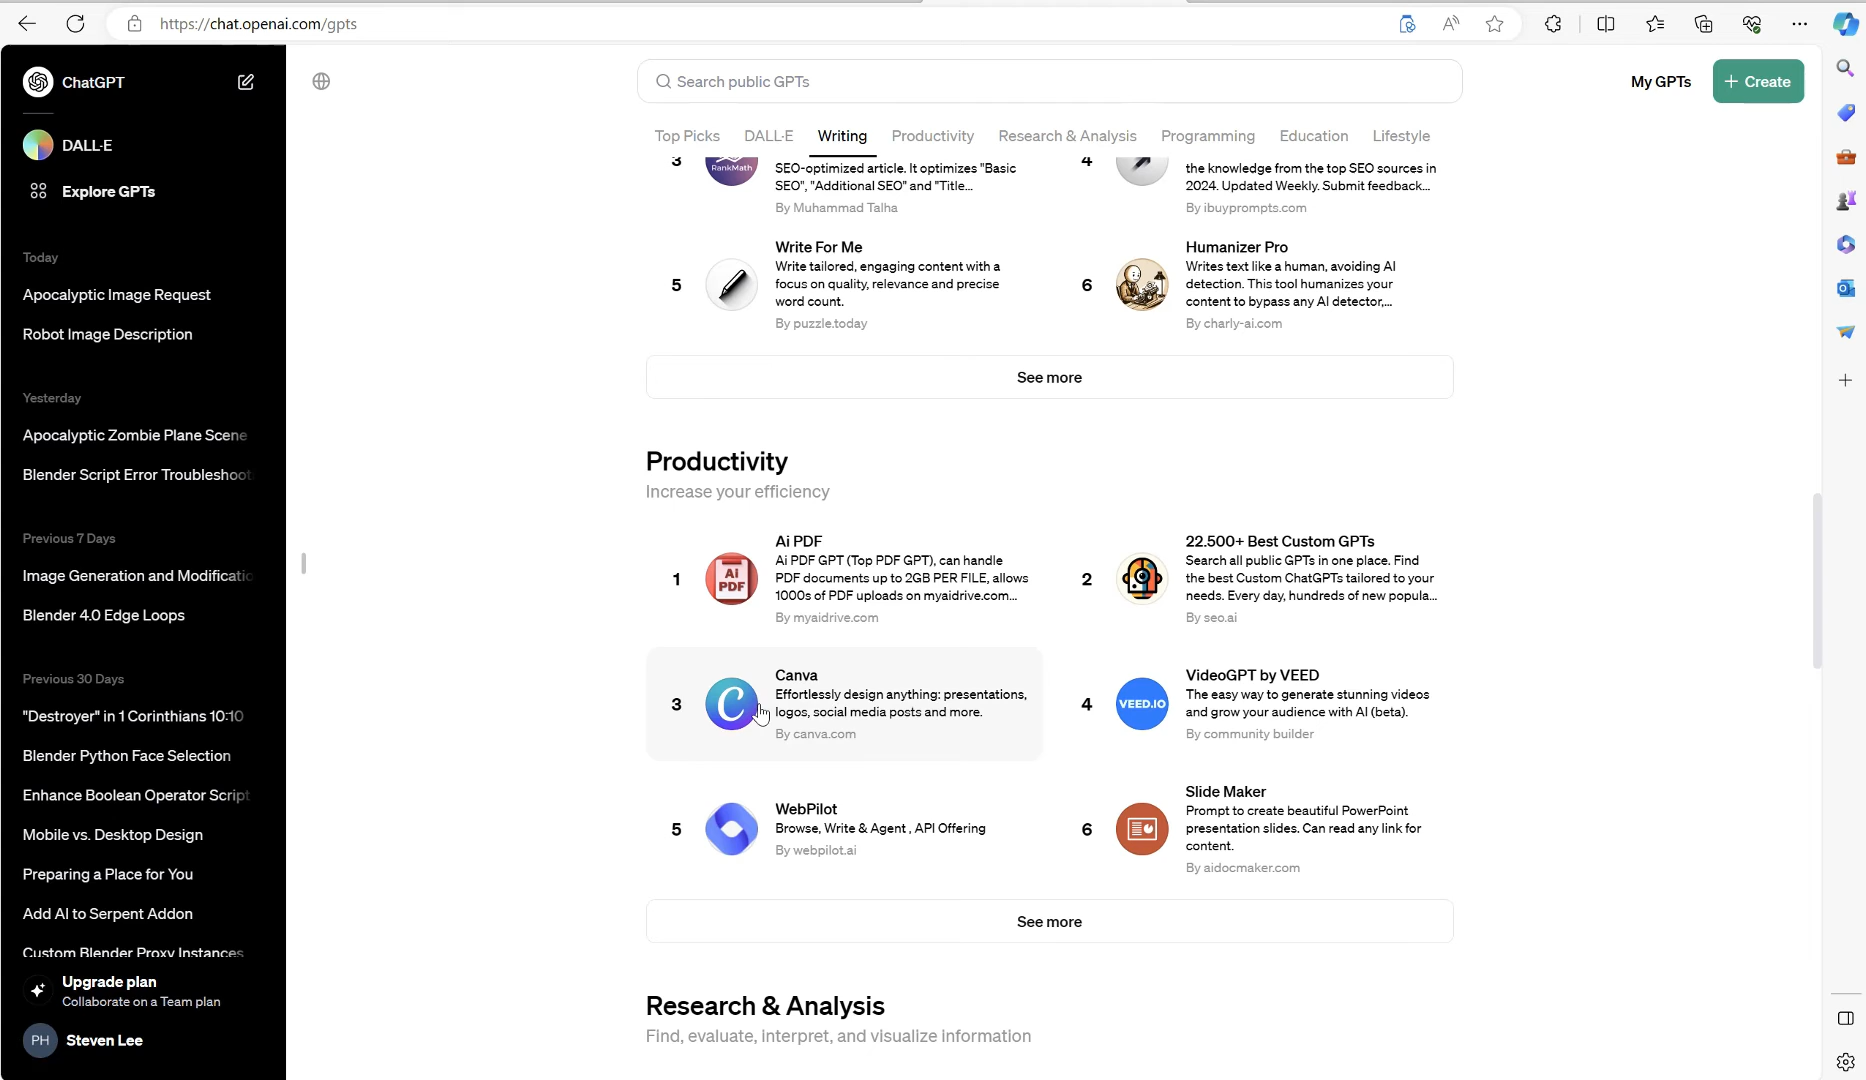 https://chat.openai.com/gpts
ChatGPT
DALL·E
Explore GPTs
Today
Apocalyptic Image Request
Robot Image Description
Yesterday
Apocalyptic Zombie Plane Scene
Blender Script Error Troubleshoot
Previous 7 Days
Image Generation and Modificatio
Blender 4.0 Edge Loops
Previous 30 Days
"Destroyer" in 1 Corinthians 10:10
Blender Python Face Selection
Enhance Boolean Operator Script
Mobile vs. Desktop Design
Preparing a Place for You
Add AI to Serpent Addon
Custom Blender Proxy Instances
Upgrade plan
Collaborate on a Team plan
PH
Steven Lee
Search public GPTs
My GPTs
+ Create
Top Picks
DALL·E
Writing
Productivity
Research & Analysis
Programming
Education
Lifestyle
3
RankMath
SEO-optimized article. It optimizes "Basic
SEO", "Additional SEO" and "Title...
By Muhammad Talha
4
the knowledge from the top SEO sources in
2024. Updated Weekly. Submit feedback...
By ibuyprompts.com
5
Write For Me
Write tailored, engaging content with a
focus on quality, relevance and precise
word count.
By puzzle.today
6
Humanizer Pro
Writes text like a human, avoiding AI
detection. This tool humanizes your
content to bypass any AI detector,...
By charly-ai.com
See more
Productivity
Increase your efficiency
1
Ai
PDF
Ai PDF
Ai PDF GPT (Top PDF GPT), can handle
PDF documents up to 2GB PER FILE, allows
1000s of PDF uploads on myaidrive.com...
By myaidrive.com
2
22.500+ Best Custom GPTs
Search all public GPTs in one place. Find
the best Custom ChatGPTs tailored to your
needs. Every day, hundreds of new popula...
By seo.ai
3
C
Canva
Effortlessly design anything: presentations,
logos, social media posts and more.
By canva.com
4
VEED.IO
VideoGPT by VEED
The easy way to generate stunning videos
and grow your audience with AI (beta).
By community builder
5
WebPilot
Browse, Write & Agent , API Offering
By webpilot.ai
6
Slide Maker
Prompt to create beautiful PowerPoint
presentation slides. Can read any link for
content.
By aidocmaker.com
See more
Research & Analysis
Find, evaluate, interpret, and visualize information